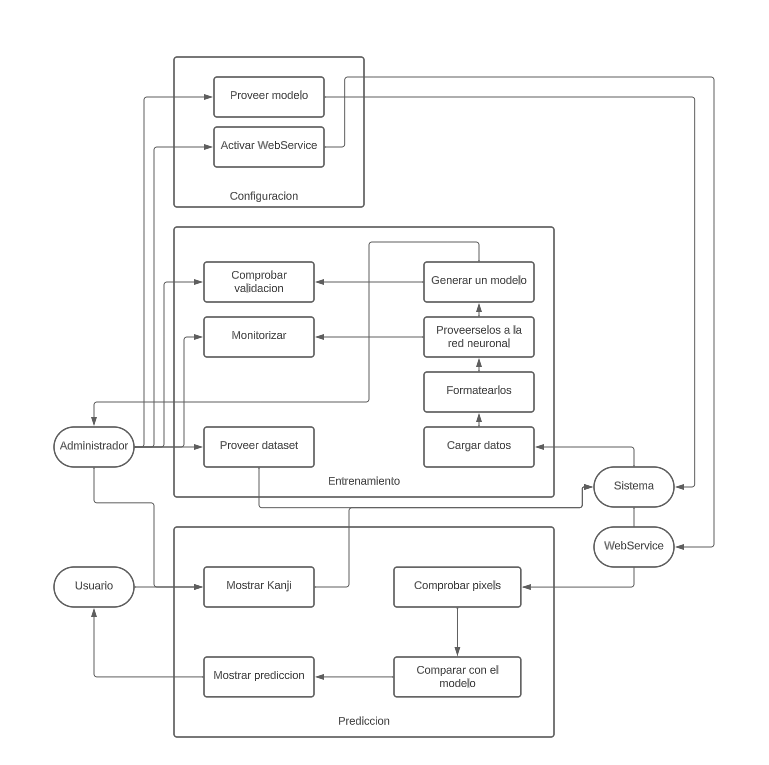 Proveer modelo
Activar WebService
Configuracion
Comprobar
validacion
Generar un modelo
Monitorizar
Proveerselos a la
red neuronal
Formatearlos
Administrador
Proveer dataset
Cargar datos
Entrenamiento
Sistema
WebService
Usuario
Mostrar Kanji
Comprobar pixels
Mostrar prediccion
Comparar con el
modelo
Prediccion